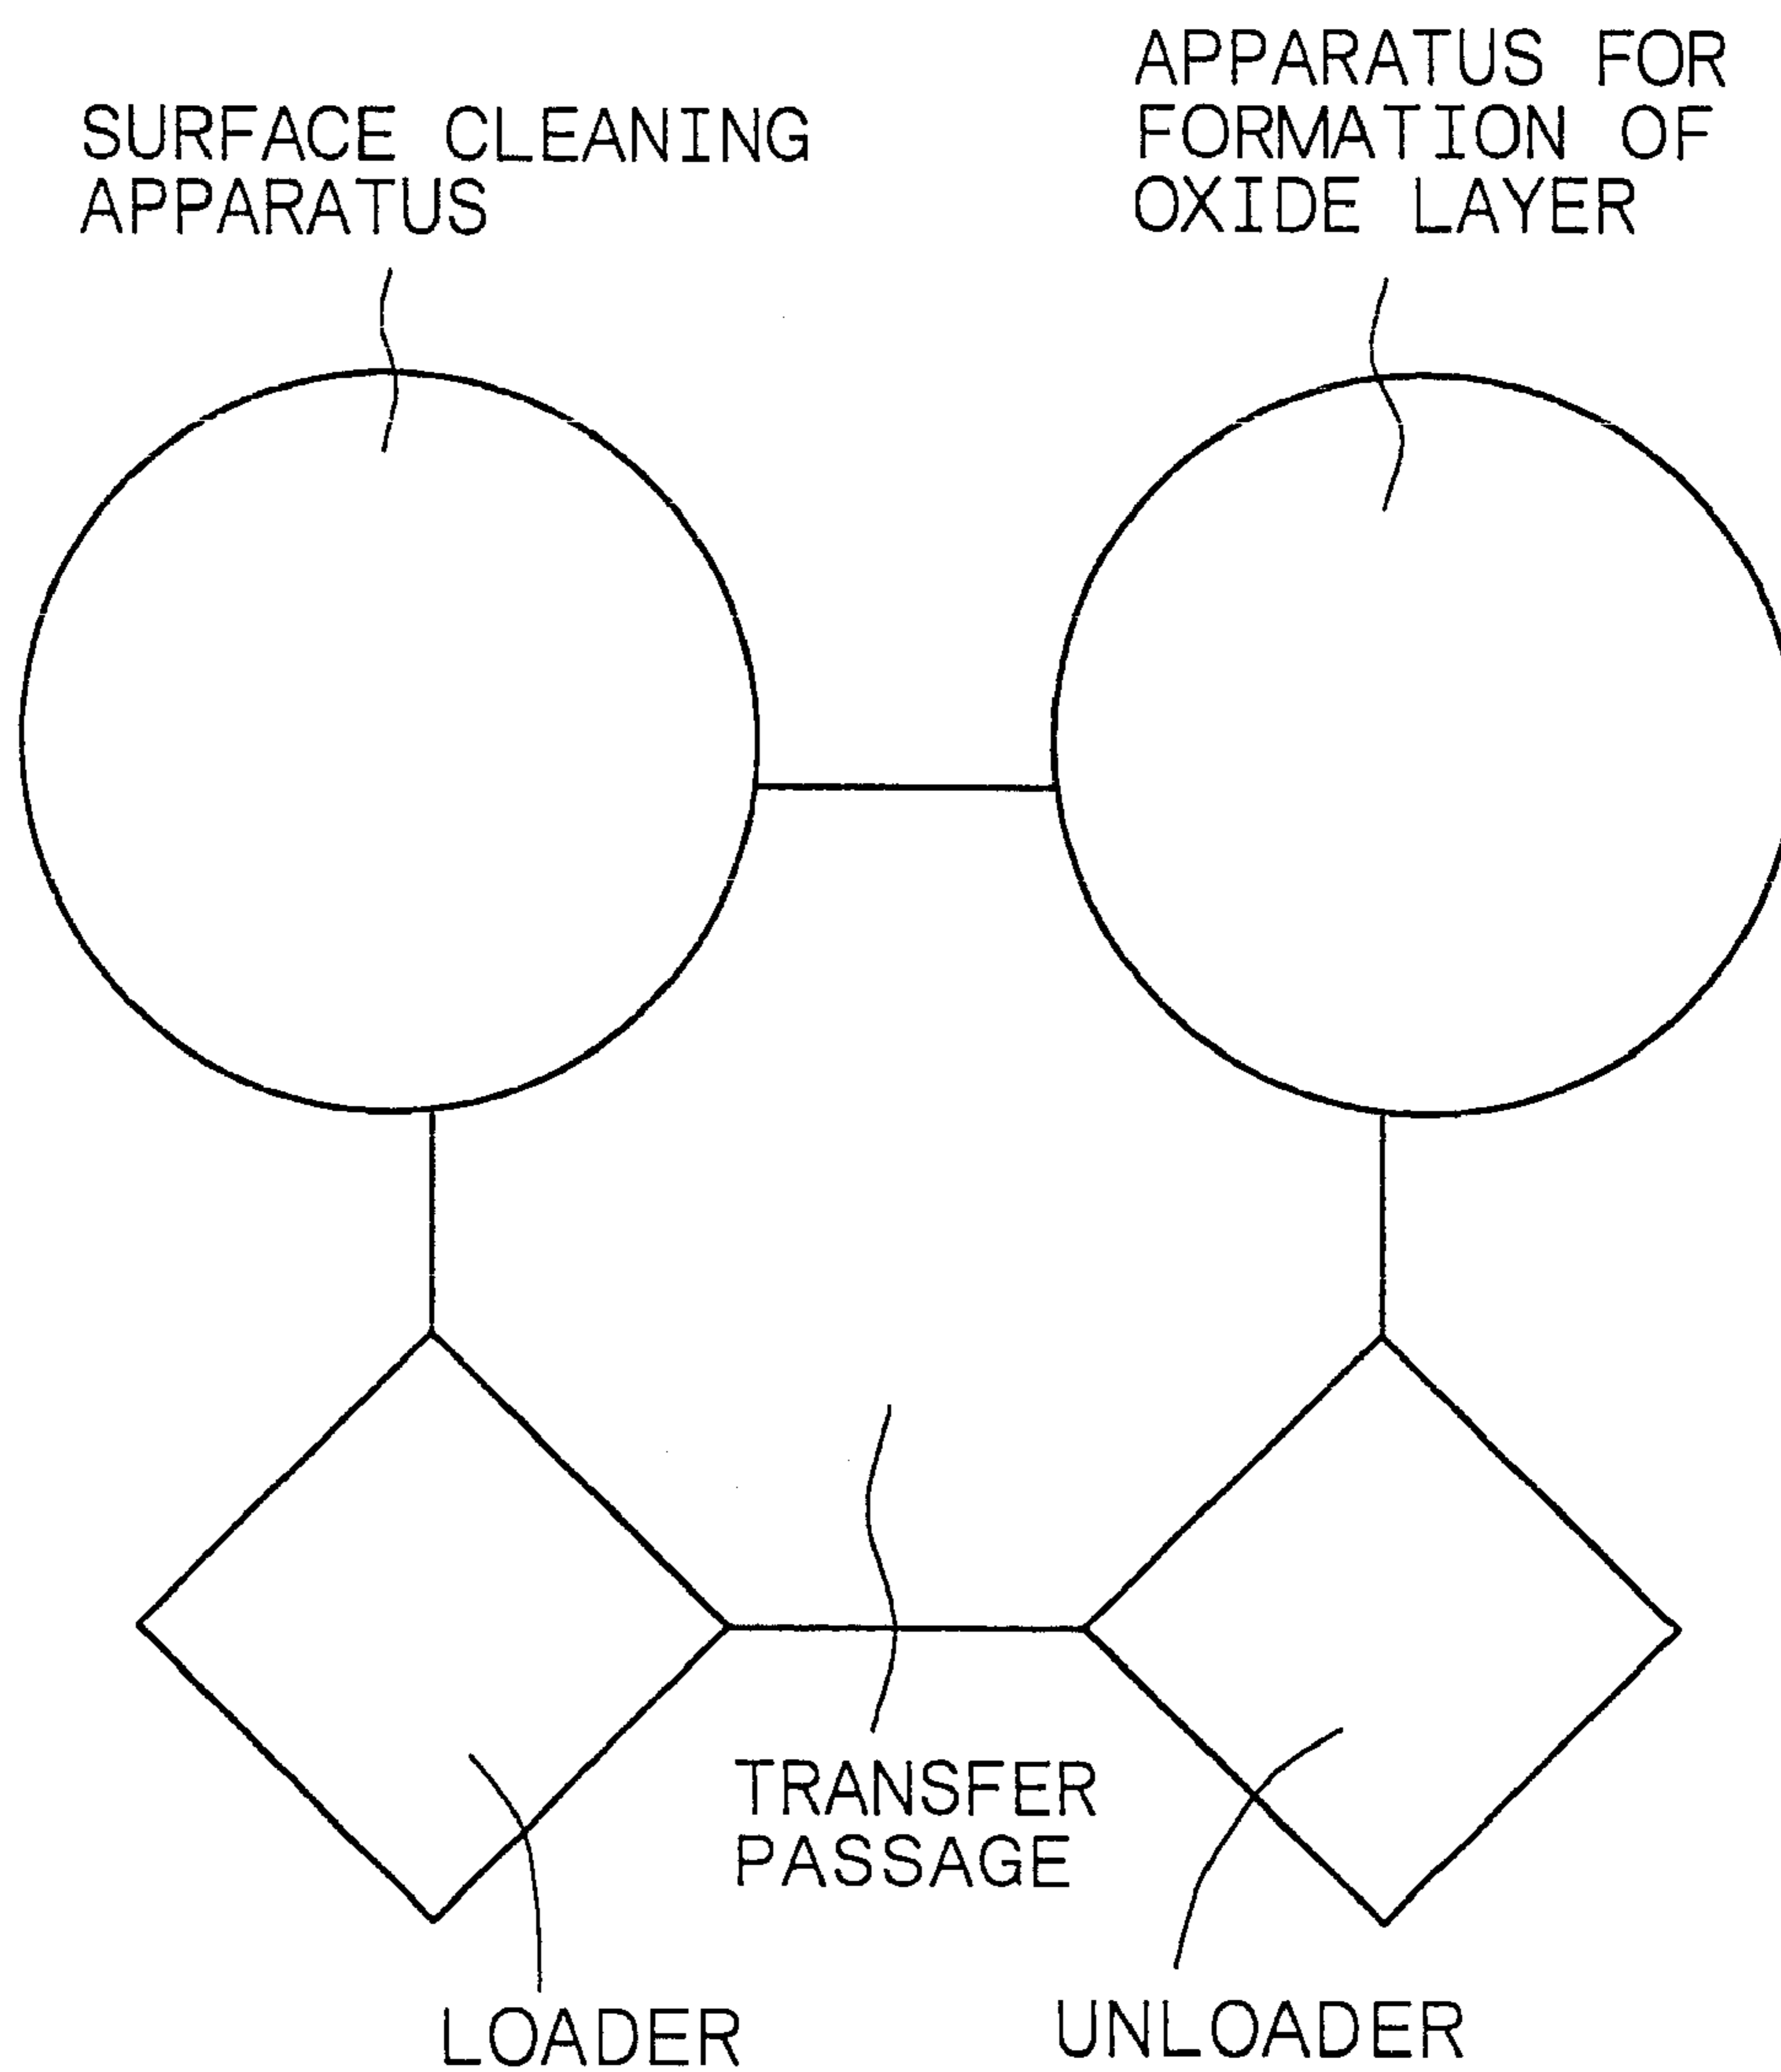 SURFACE CLEANING
APPARATUS
APPARATUS FOR
FORMATION OF
OXIDE LAYER
TRANSFER
PASSAGE
LOADER
UNLOADER